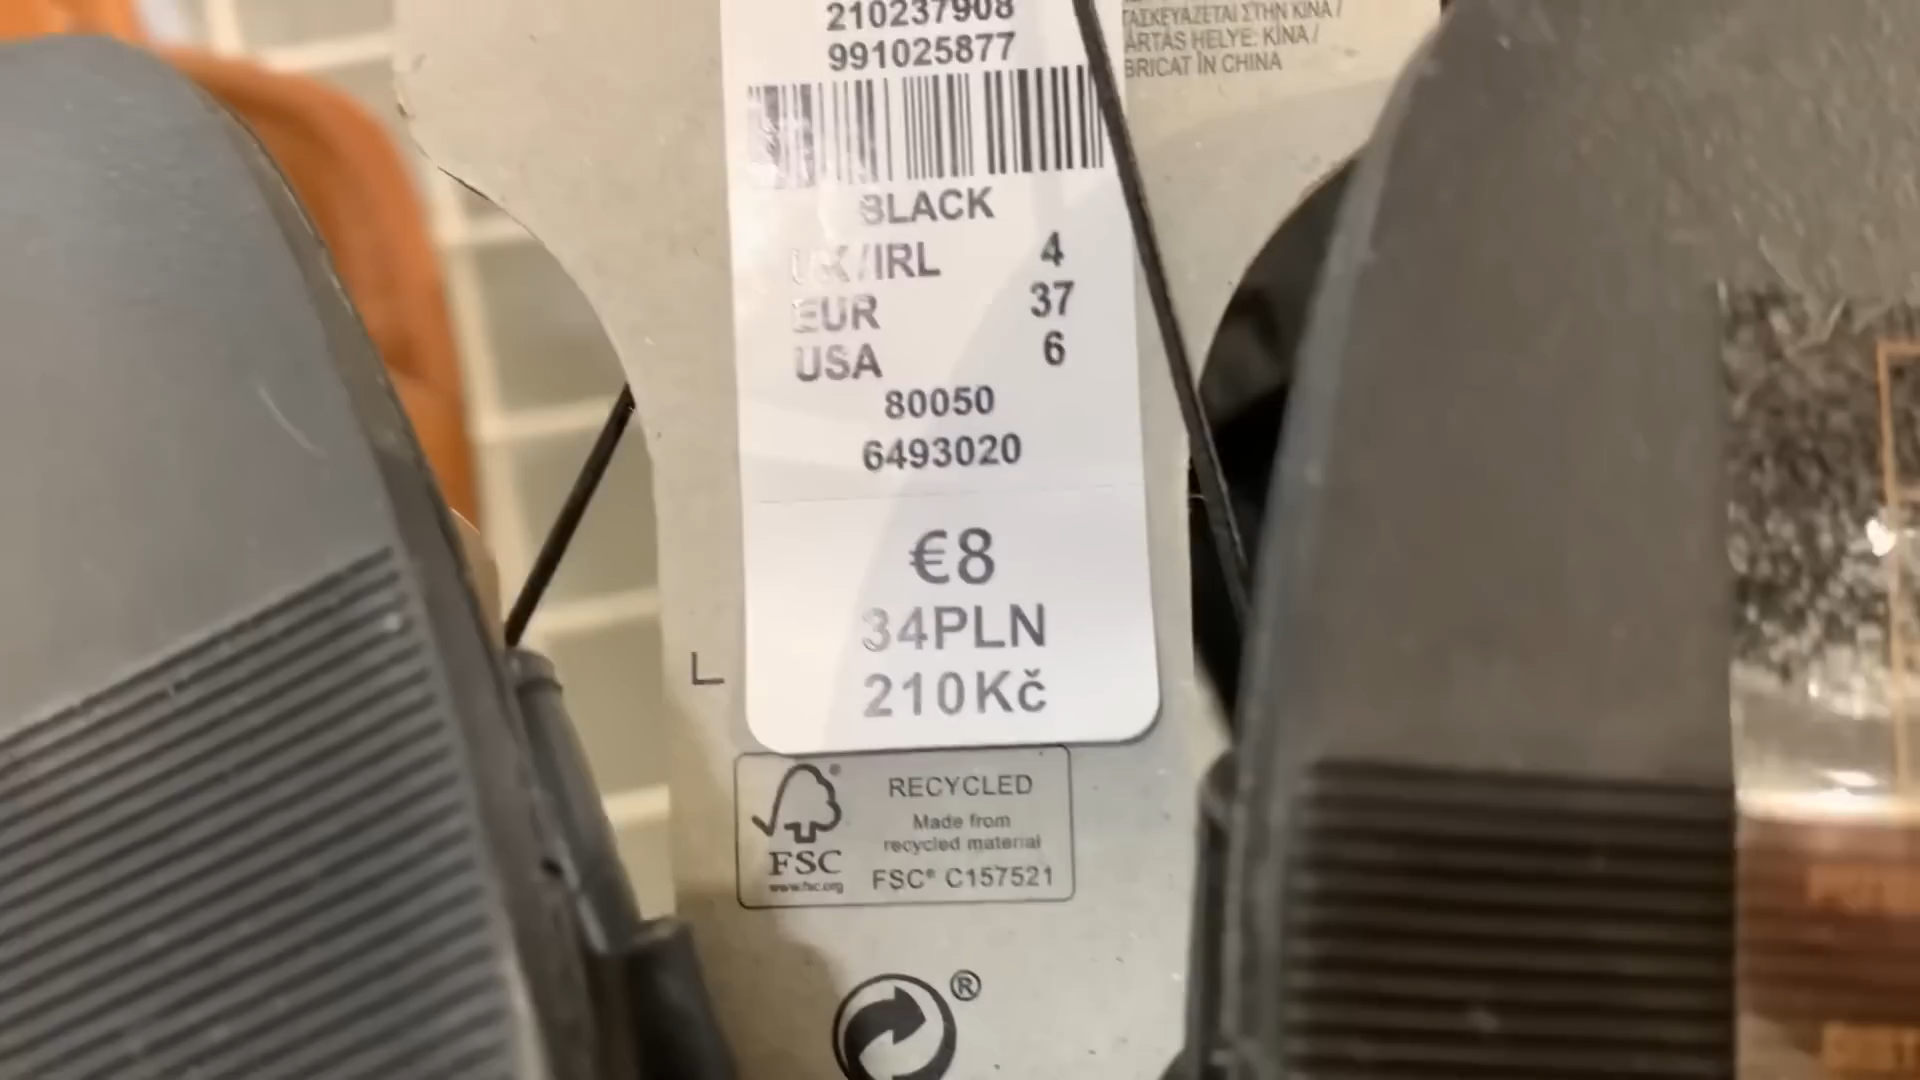 210237908
991025877
BLACK
UK/IRL 4
EUR 37
USA 6
80050
6493020
€8
34PLN
210Kč
ΤΑΣΚΕΥΑΖΕΤΑΙ ΣΤΗΝ ΚΙΝΑ /
ÁRTÁS HELYE: KÍNA /
BRICAT ÎN CHINA
L
FSC
www.fsc.org
RECYCLED
Made from
recycled material
FSC® C157521
®